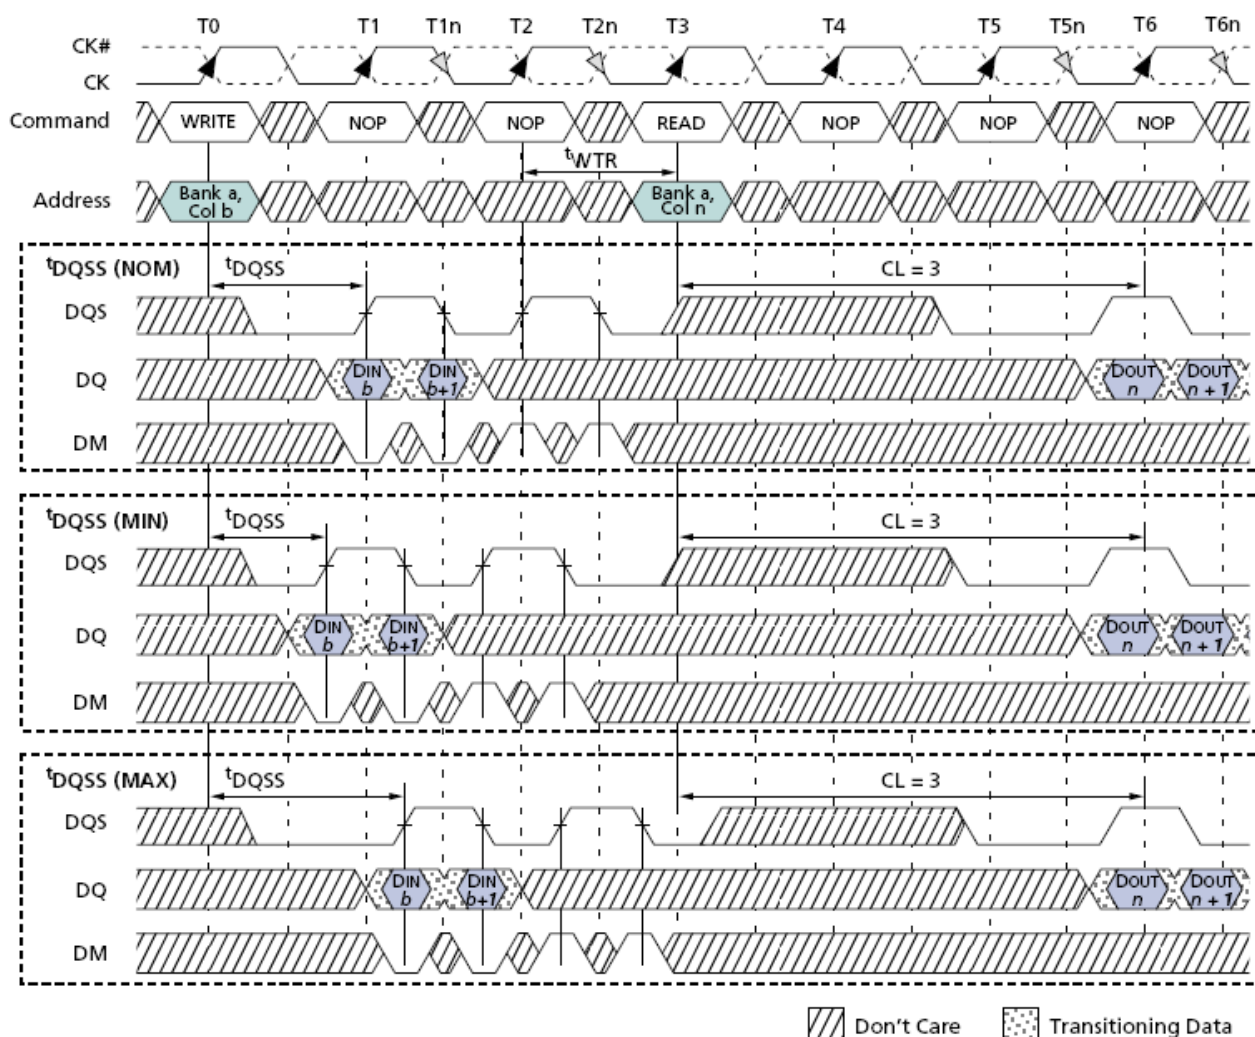 T0 T1 T1n T2 T2n T3 T4 T5 T5n T6 T6n
CK#
CK
Command WRITE NOP NOP READ NOP NOP NOP
tWTR
Address Bank a, Col b Bank a, Col n
tDQSS (NOM) tDQSS CL = 3
DQS
DQ DIN b DIN b+1 DOUT n DOUT n + 1
DM
tDQSS (MIN) tDQSS CL = 3
DQS
DQ DIN b DIN b+1 DOUT n DOUT n + 1
DM
tDQSS (MAX) tDQSS CL = 3
DQS
DQ DIN b DIN b+1 DOUT n DOUT n + 1
DM
Don't Care Transitioning Data